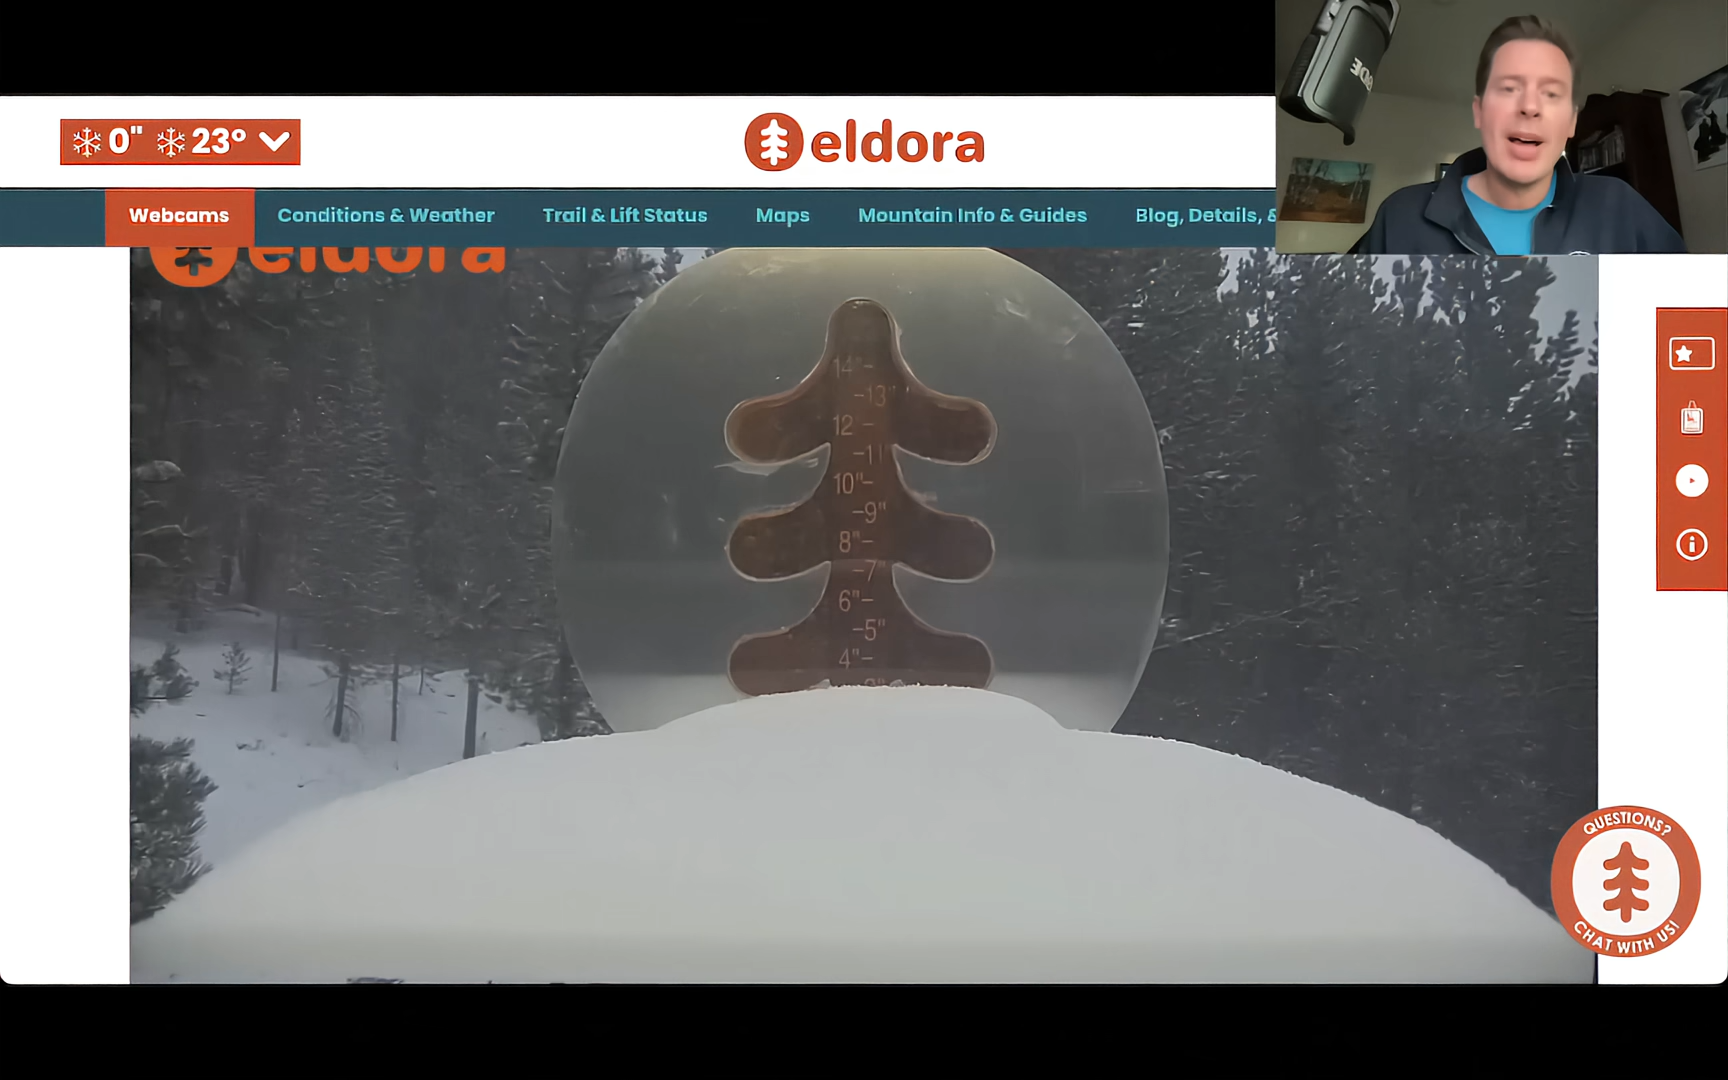 0" 23°
eldora
RODE
Webcams Conditions & Weather Trail & Lift Status Maps Mountain Info & Guides Blog, Details, &
eldora
14"-
-13"
12 -
-11
10"-
-9"
8"-
-7"
6"-
-5"
4"-
QUESTIONS?
CHAT WITH US!